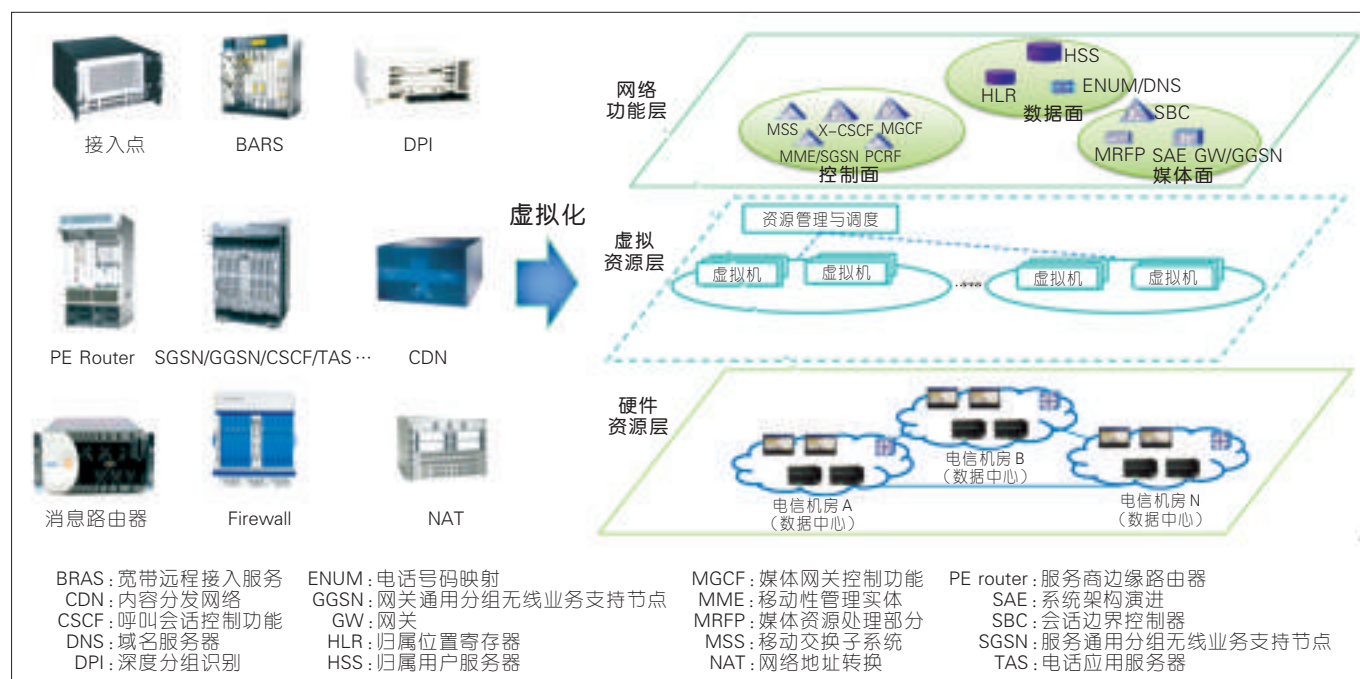 接入点
BARS
DPI
PE Router
SGSN/GGSN/CSCF/TAS…
CDN
消息路由器
Firewall
NAT
虚拟化
网络
功能层
HSS
HLR
ENUM/DNS
数据面
MSS
X-CSCF
MGCF
MME/SGSN PCRF
控制面
SBC
MRFP
SAE GW/GGSN
媒体面
虚拟
资源层
资源管理与调度
虚拟机
虚拟机
虚拟机
虚拟机
硬件
资源层
电信机房A
(数据中心)
电信机房B
(数据中心)
电信机房N
(数据中心)
BRAS:宽带远程接入服务
CDN:内容分发网络
CSCF:呼叫会话控制功能
DNS:域名服务器
DPI:深度分组识别
ENUM:电话号码映射
GGSN:网关通用分组无线业务支持节点
GW:网关
HLR:归属位置寄存器
HSS:归属用户服务器
MGCF:媒体网关控制功能
MME:移动性管理实体
MRFP:媒体资源处理部分
MSS:移动交换子系统
NAT:网络地址转换
PE router:服务商边缘路由器
SAE:系统架构演进
SBC:会话边界控制器
SGSN:服务通用分组无线业务支持节点
TAS:电话应用服务器